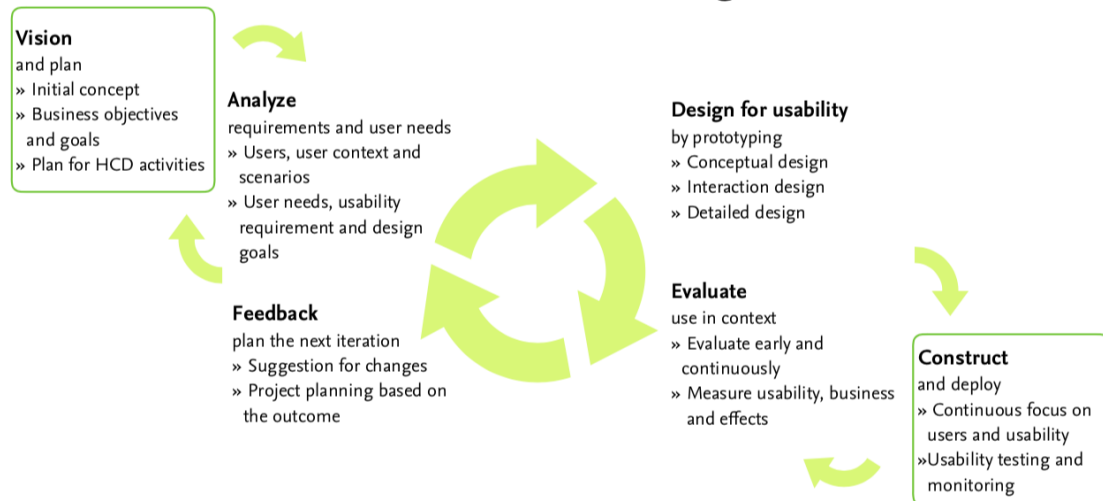 Vision
and plan
» Initial concept
» Business objectives
and goals
» Plan for HCD activities
Analyze
requirements and user needs
» Users, user context and
scenarios
» User needs, usability
requirement and design
goals
Feedback
plan the next iteration
» Suggestion for changes
» Project planning based on
the outcome
Design for usability
by prototyping
» Conceptual design
» Interaction design
» Detailed design
Evaluate
use in context
» Evaluate early and
continuously
» Measure usability, business
and effects
Construct
and deploy
» Continuous focus on
users and usability
»Usability testing and
monitoring